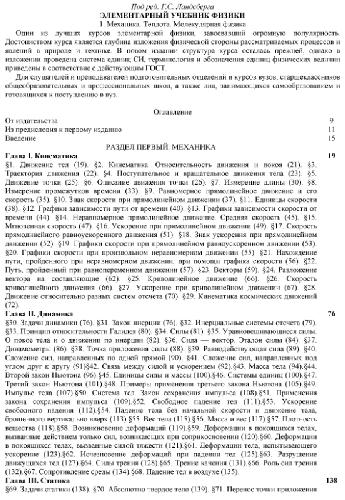 Под ред. Г.С. Ландсберга
ЭЛЕМЕНТАРНЫЙ УЧЕБНИК ФИЗИКИ
1. Механика. Теплота. Молекулярная физика
Один из лучших курсов элементарной физики, завоевавший огромную популярность.
Достоинством курса является глубина изложения физической стороны рассматриваемых процессов и
явлений в природе и технике. В новом издании структура курса осталась прежней, однако в
изложении проведена система единиц СИ, терминология и обозначения единиц физических величин
приведены в соответствие с действующим ГОСТ.
Для слушателей и преподавателей подготовительных отделений и курсов вузов, старшеклассников
общеобразовательных и профессиональных школ, а также лиц, занимающихся самообразованием и
готовящихся к поступлению в вуз.
Оглавление
От издательства 9
Из предисловия к первому изданию 11
Введение 15
РАЗДЕЛ ПЕРВЫЙ. МЕХАНИКА
Глава I. Кинематика 19
§1. Движение тел (19). §2. Кинематика. Относительность движения и покоя (21). §3.
Траектория движения (22). §4. Поступательное и вращательное движения тела (23). §5.
Движение точки (25). §6. Описание движения точки (26). §7. Измерение длины (30). §8.
Измерение промежутков времени (33). §9. Равномерное прямолинейное движение и его
скорость (35). §10. Знак скорости при прямолинейном движении (37). §11. Единицы скорости
(38). §12. Графики зависимости пути от времени (40). §13. Графики зависимости скорости от
времени (44). §14. Неравномерное прямолинейное движение. Средняя скорость (45). §15.
Мгновенная скорость (47). §16. Ускорение при прямолинейном движении (49). §17. Скорость
прямолинейного равноускоренного движения (51). §18. Знак ускорения при прямолинейном
движении (52). §19. Графики скорости при прямолинейном равноускоренном движении (53).
§20. Графики скорости при произвольном неравномерном движении (55). §21. Нахождение
пути, пройденного при неравномерном движении, при помощи графика скорости (56). §22.
Путь, пройденный при равнопеременном движении (57). §23. Векторы (59). §24. Разложение
вектора на составляющие (62). §25. Криволинейное движение (66). §26. Скорость
криволинейного движения (66). §27. Ускорение при криволинейном движении (67). §28.
Движение относительно разных систем отсчета (70). §29. Кинематика космических движений
(72).
Глава II. Динамика 76
§30. Задачи динамики (76). §31. Закон инерции (76). §32. Инерциальные системы отсчета (79).
§33. Принцип относительности Галилея (80). §34. Силы (81). §35. Уравновешивающиеся силы.
О покое тела и о движении по инерции (82). §36. Сила — вектор. Эталон силы (84). §37.
Динамометры (86). §38. Точка приложения силы (88). §39. Равнодействующая сила (89). §40.
Сложение сил, направленных по одной прямой (90). §41. Сложение сил, направленных под
углом друг к другу (91). §42. Связь между силой и ускорением (92). §43. Масса тела (94). §44.
Второй закон Ньютона (96). §45. Единицы силы и массы (100). §46. Системы единиц (100). §47.
Третий закон Ньютона (101). §48. Примеры применения третьего закона Ньютона (105). §49.
Импульс тела (107). §50. Система тел. Закон сохранения импульса (108). §51. Применения
закона сохранения импульса (109). §52. Свободное падение тел (111). §53. Ускорение
свободного падения (112). §54. Падение тела без начальной скорости и движение тела,
брошенного вертикально вверх (113). §55. Вес тела (115). §56. Масса и вес (117). §57. Плотность
вещества (118). §58. Возникновение деформаций (119). §59. Деформации в покоящихся телах,
вызванные действием только сил, возникающих при соприкосновении (120). §60. Деформации
в покоящихся телах, вызванные силой тяжести (121). §61. Деформации тела, испытывающего
ускорение (123). §62. Исчезновение деформаций при падении тел (125). §63. Разрушение
движущихся тел (127). §64. Силы трения (128). §65. Трение качения (131). §66. Роль сил трения
(132). §67. Сопротивление среды (134). §68. Падение тел в воздухе (135).
Глава III. Статика 138
§69. Задачи статики (138). §70. Абсолютно твердое тело (139). §71. Перенос точки приложения